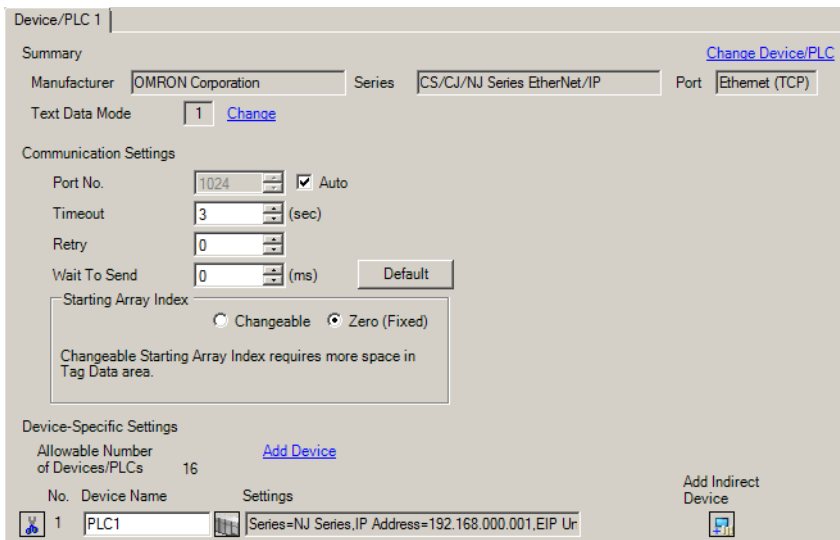 Device/PLC 1
Summary Change Device/PLC
Manufacturer OMRON Corporation Series CS/CJ/NJ Series EtherNet/IP Port Ethernet (TCP)
Text Data Mode 1 Change
Communication Settings
Port No. 1024 Auto
Timeout 3 (sec)
Retry 0
Wait To Send 0 (ms) Default
Starting Array Index
Changeable Zero (Fixed)
Changeable Starting Array Index requires more space in
Tag Data area.
Device-Specific Settings
Allowable Number Add Device
of Devices/PLCs 16
Add Indirect
No. Device Name Settings Device
1 PLC1 Series=NJ Series,IP Address=192.168.000.001,EIP Ur